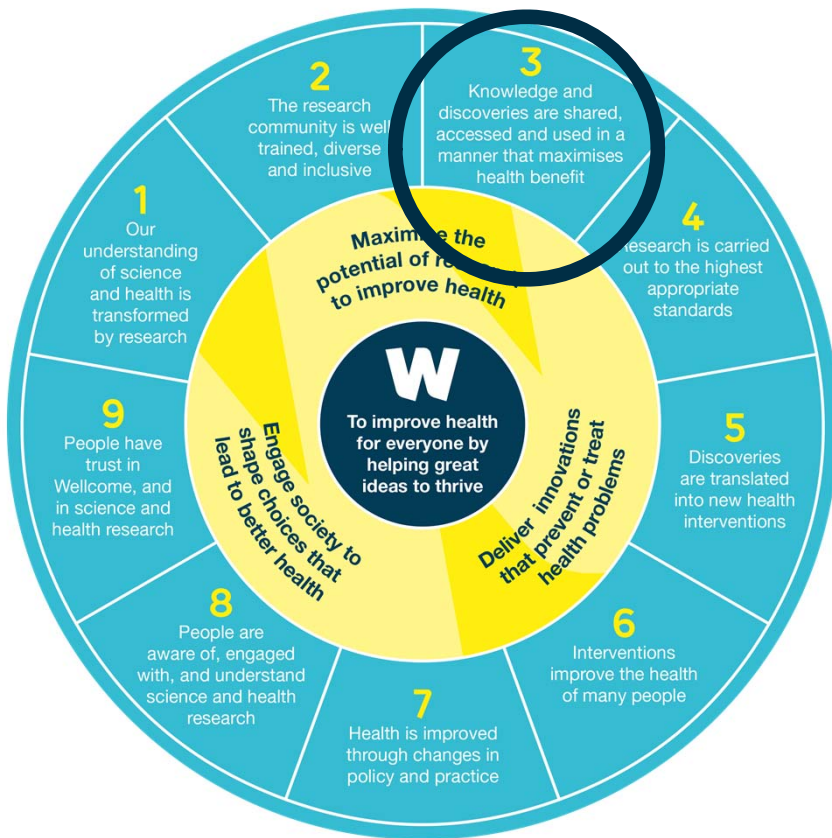 1
Our
understanding
of science
and health is
transformed
by research
2
The research
community is well
trained, diverse
and inclusive
3
Knowledge and
discoveries are shared,
accessed and used in a
manner that maximises
health benefit
4
Research is carried
out to the highest
appropriate
standards
5
Discoveries
are translated
into new health
interventions
6
Interventions
improve the health
of many people
7
Health is improved
through changes in
policy and practice
8
People are
aware of, engaged
with, and understand
science and health
research
9
People have
trust in
Wellcome, and
in science and
health research
Maximise the
potential of research
to improve health
Deliver innovations
that prevent or treat
health problems
Engage society to
shape choices that
lead to better health
W
To improve health
for everyone by
helping great
ideas to thrive